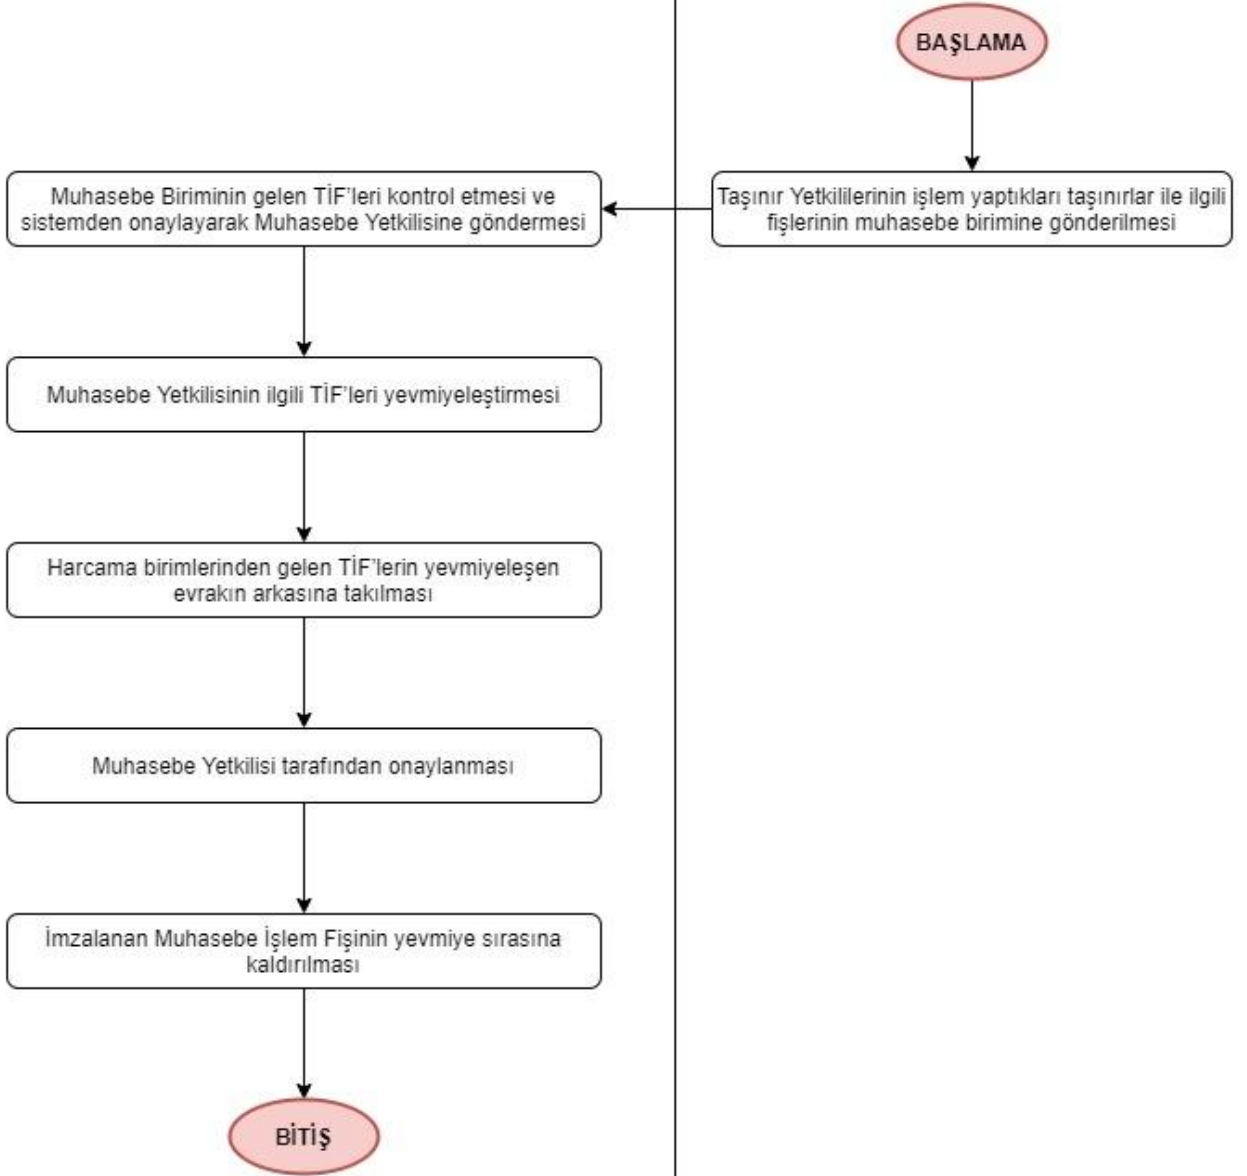 BAŞLAMA
Taşınır Yetkililerinin işlem yaptıkları taşınırlar ile ilgili
fişlerinin muhasebe birimine gönderilmesi
Muhasebe Biriminin gelen TİF'leri kontrol etmesi ve
sistemden onaylayarak Muhasebe Yetkilisine göndermesi
Muhasebe Yetkilisinin ilgili TİF'leri yevmiyeleştirmesi
Harcama birimlerinden gelen TİF'lerin yevmiyeleşen
evrakın arkasına takılması
Muhasebe Yetkilisi tarafından onaylanması
İmzalanan Muhasebe İşlem Fişinin yevmiye sırasına
kaldırılması
BİTİŞ